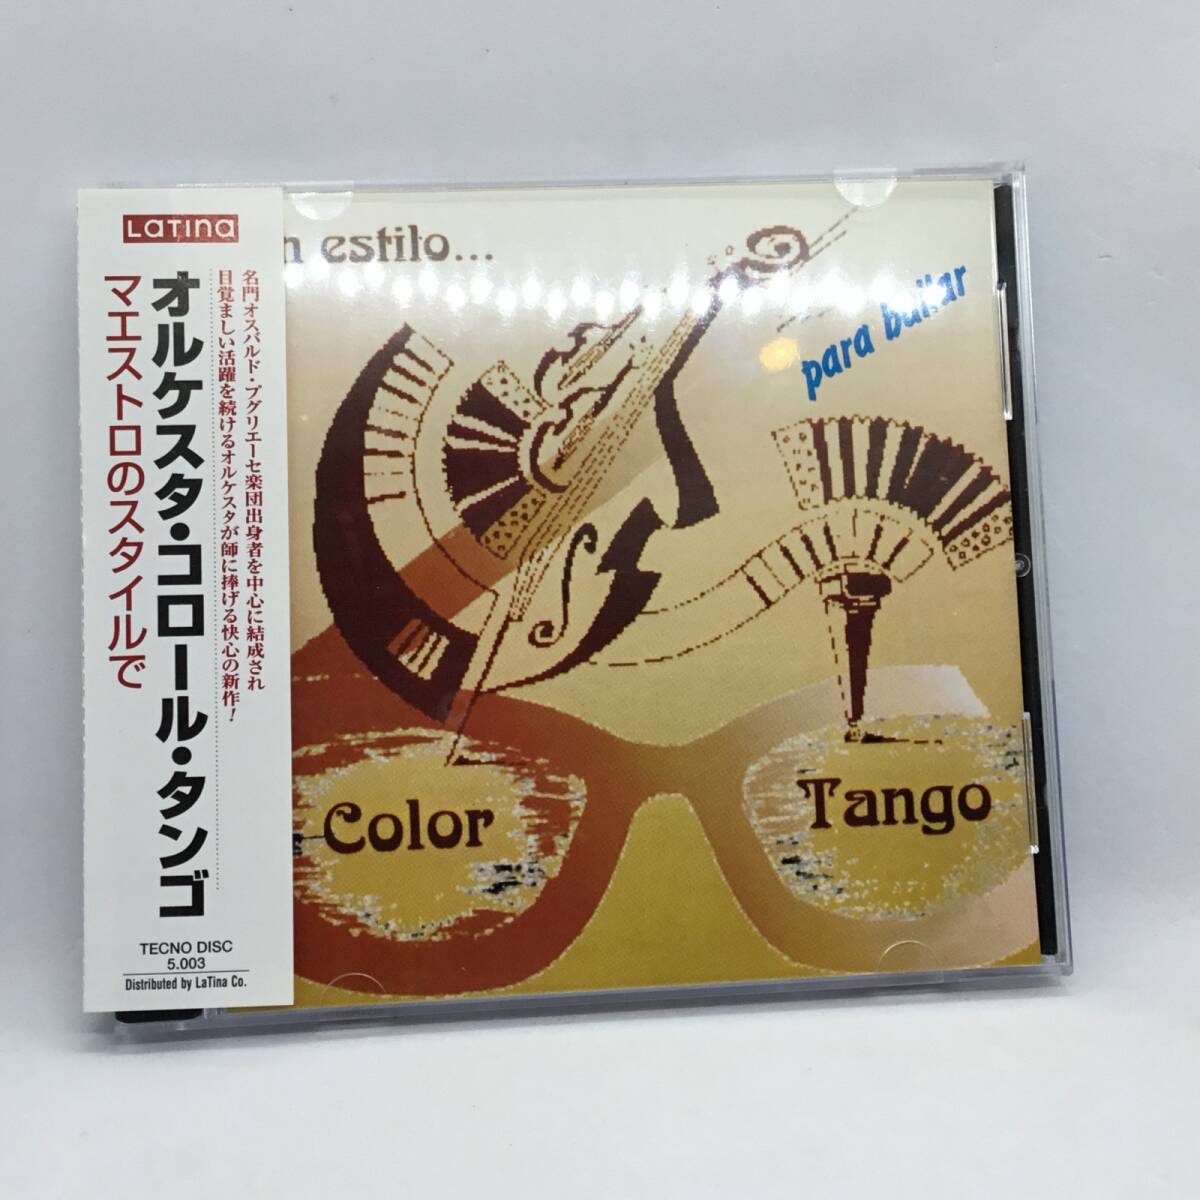 LaTina
名門オスバルド・プグリエーセ楽団出身者を中心に結成され
目覚ましい活躍を続けるオルケスタが師に捧げる快心の新作!
オルケスタ・コロール・タンゴ
マエストロのスタイルで
TECNO DISC
5.003
Distributed by LaTina Co.
estilo...
para bailar
Color
Tango